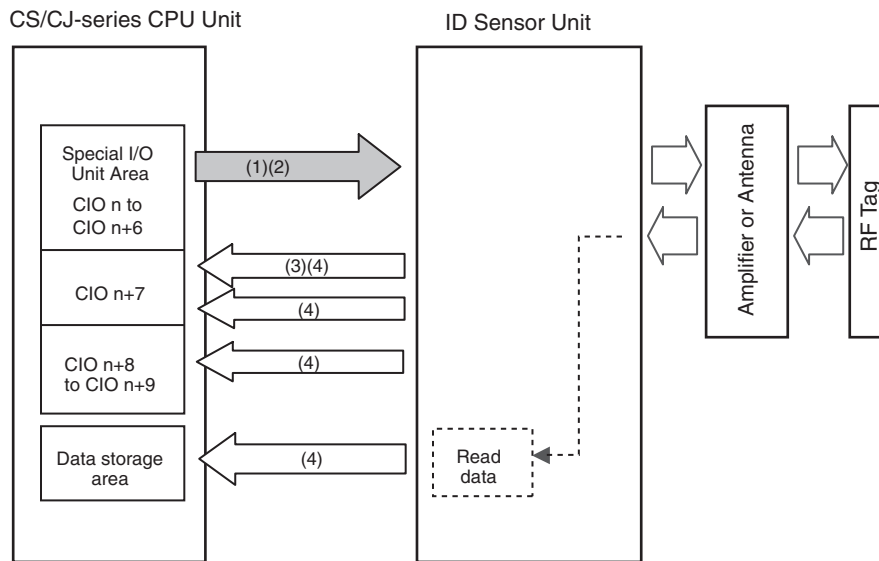 CS/CJ-series CPU Unit
ID Sensor Unit
Special I/O
Unit Area
CIO n to
CIO n+6
(1)(2)
(3)(4)
CIO n+7
(4)
CIO n+8
to CIO n+9
(4)
Data storage
area
(4)
Read
data
Amplifier or Antenna
RF Tag